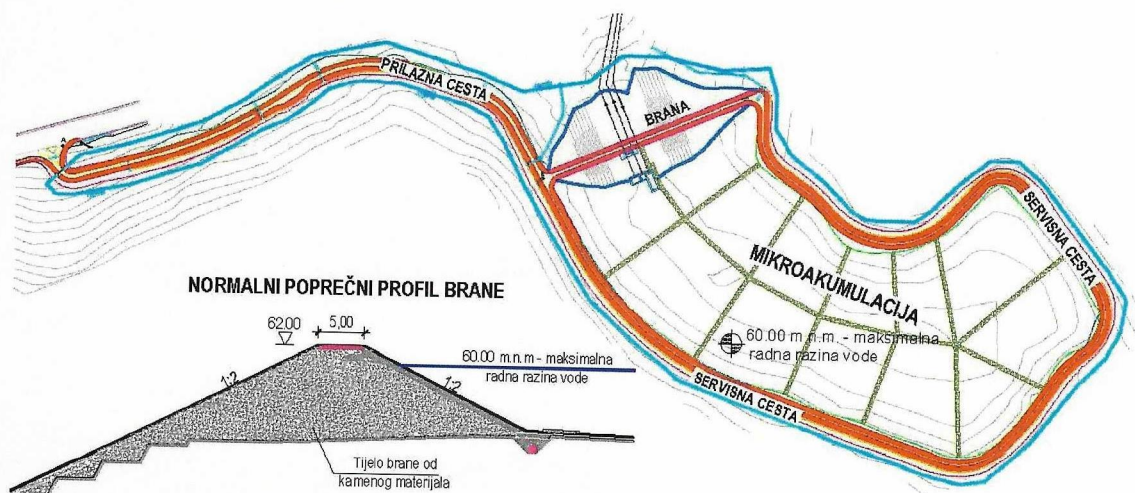 PRILAZNA CESTA
BRANA
SERVISNA CESTA
MIKROAKUMULACIJA
60.00 m.n.m. - maksimalna
radna razina vode
SERVISNA CESTA
NORMALNI POPREČNI PROFIL BRANE
62.00
5,00
60.00 m.n.m - maksimalna
radna razina vode
1:2
1:2
Tijelo brane od
kamenog materijala